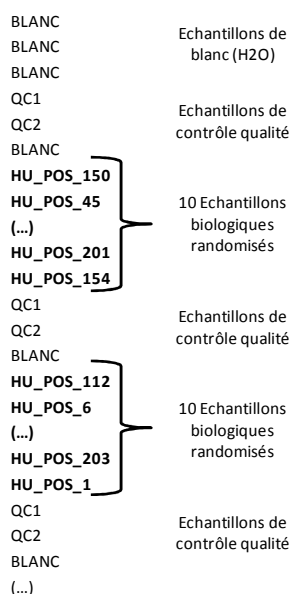 BLANC
BLANC
BLANC
Echantillons de
blanc (H2O)
QC1
QC2
Echantillons de
contrôle qualité
BLANC
HU_POS_150
HU_POS_45
(...)
HU_POS_201
HU_POS_154
10 Echantillons
biologiques
randomisés
QC1
QC2
Echantillons de
contrôle qualité
BLANC
HU_POS_112
HU_POS_6
(...)
HU_POS_203
HU_POS_1
10 Echantillons
biologiques
randomisés
QC1
QC2
Echantillons de
contrôle qualité
BLANC
(...)